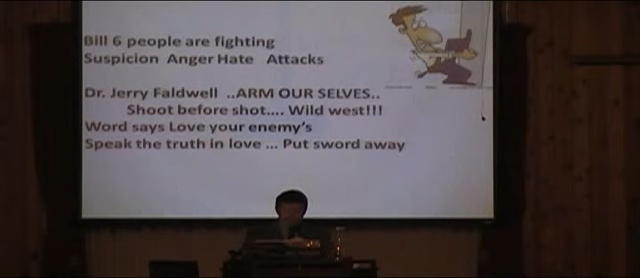 Bill 6 people are fighting
Suspicion Anger Hate Attacks
Dr. Jerry Faldwell ..ARM OUR SELVES..
Shoot before shot.... Wild west!!!
Word says Love your enemy's
Speak the truth in love ... Put sword away